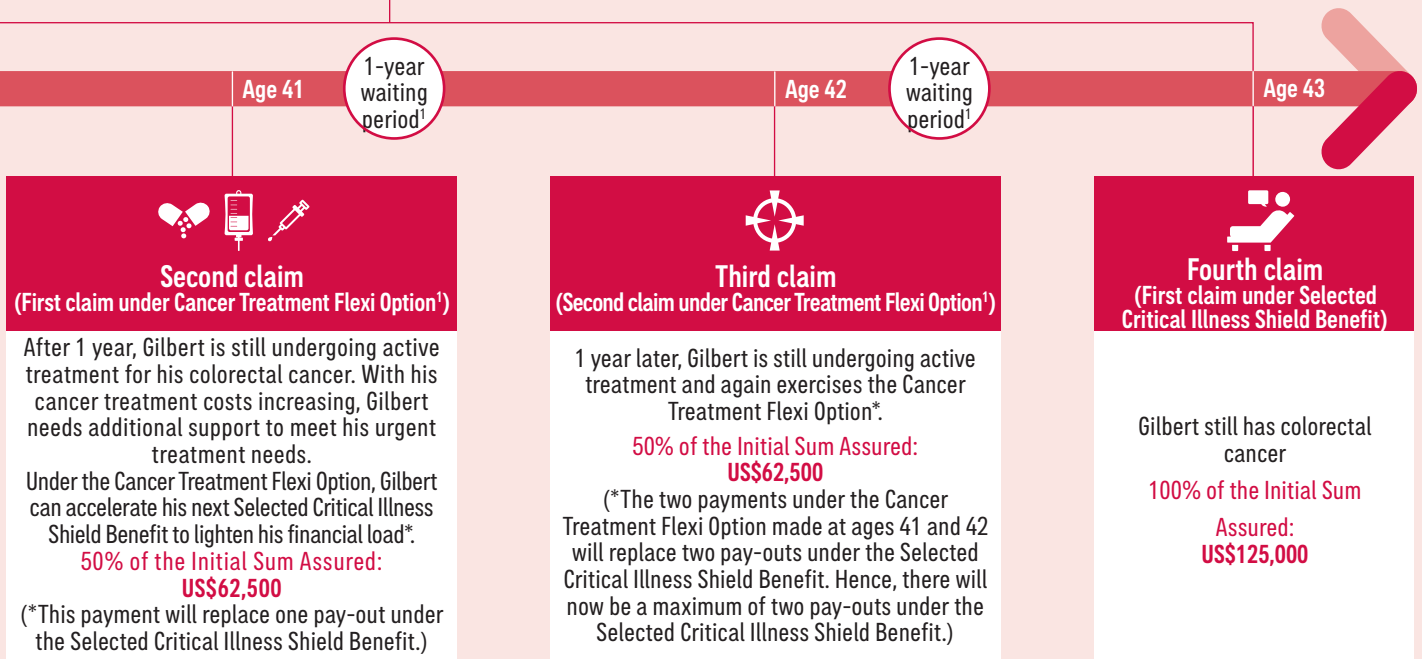 Age 41
1-year
waiting
period1
Age 42
1-year
waiting
period1
Age 43
Second claim
(First claim under Cancer Treatment Flexi Option1)
After 1 year, Gilbert is still undergoing active
treatment for his colorectal cancer. With his
cancer treatment costs increasing, Gilbert
needs additional support to meet his urgent
treatment needs.
Under the Cancer Treatment Flexi Option, Gilbert
can accelerate his next Selected Critical Illness
Shield Benefit to lighten his financial load*.
50% of the Initial Sum Assured:
US$62,500
(*This payment will replace one pay-out under
the Selected Critical Illness Shield Benefit.)
Third claim
(Second claim under Cancer Treatment Flexi Option1)
1 year later, Gilbert is still undergoing active
treatment and again exercises the Cancer
Treatment Flexi Option*.
50% of the Initial Sum Assured:
US$62,500
(*The two payments under the Cancer
Treatment Flexi Option made at ages 41 and 42
will replace two pay-outs under the Selected
Critical Illness Shield Benefit. Hence, there will
now be a maximum of two pay-outs under the
Selected Critical Illness Shield Benefit.)
Fourth claim
(First claim under Selected
Critical Illness Shield Benefit)
Gilbert still has colorectal
cancer
100% of the Initial Sum
Assured:
US$125,000